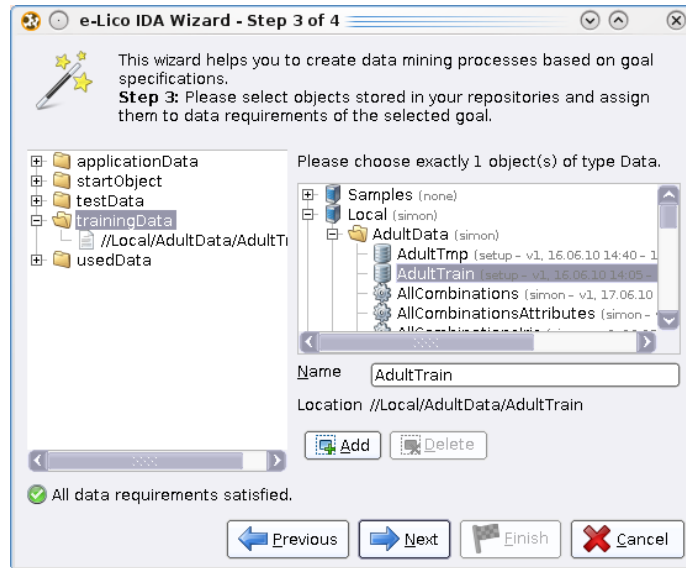 e-Lico IDA Wizard - Step 3 of 4
This wizard helps you to create data mining processes based on goal
specifications.
Step 3: Please select objects stored in your repositories and assign
them to data requirements of the selected goal.
applicationData
startObject
testData
trainingData
//Local/AdultData/AdultTr
usedData
Please choose exactly 1 object(s) of type Data.
Samples (none)
Local (simon)
AdultData (simon)
AdultTmp (setup - v1, 16.06.10 14:40 - 1
AdultTrain (setup - v1, 16.06.10 14:05 -
AllCombinations (simon - v1, 17.06.10
AllCombinationsAttributes (simon -
Name AdultTrain
Location //Local/AdultData/AdultTrain
Add Delete
All data requirements satisfied.
Previous Next Finish Cancel